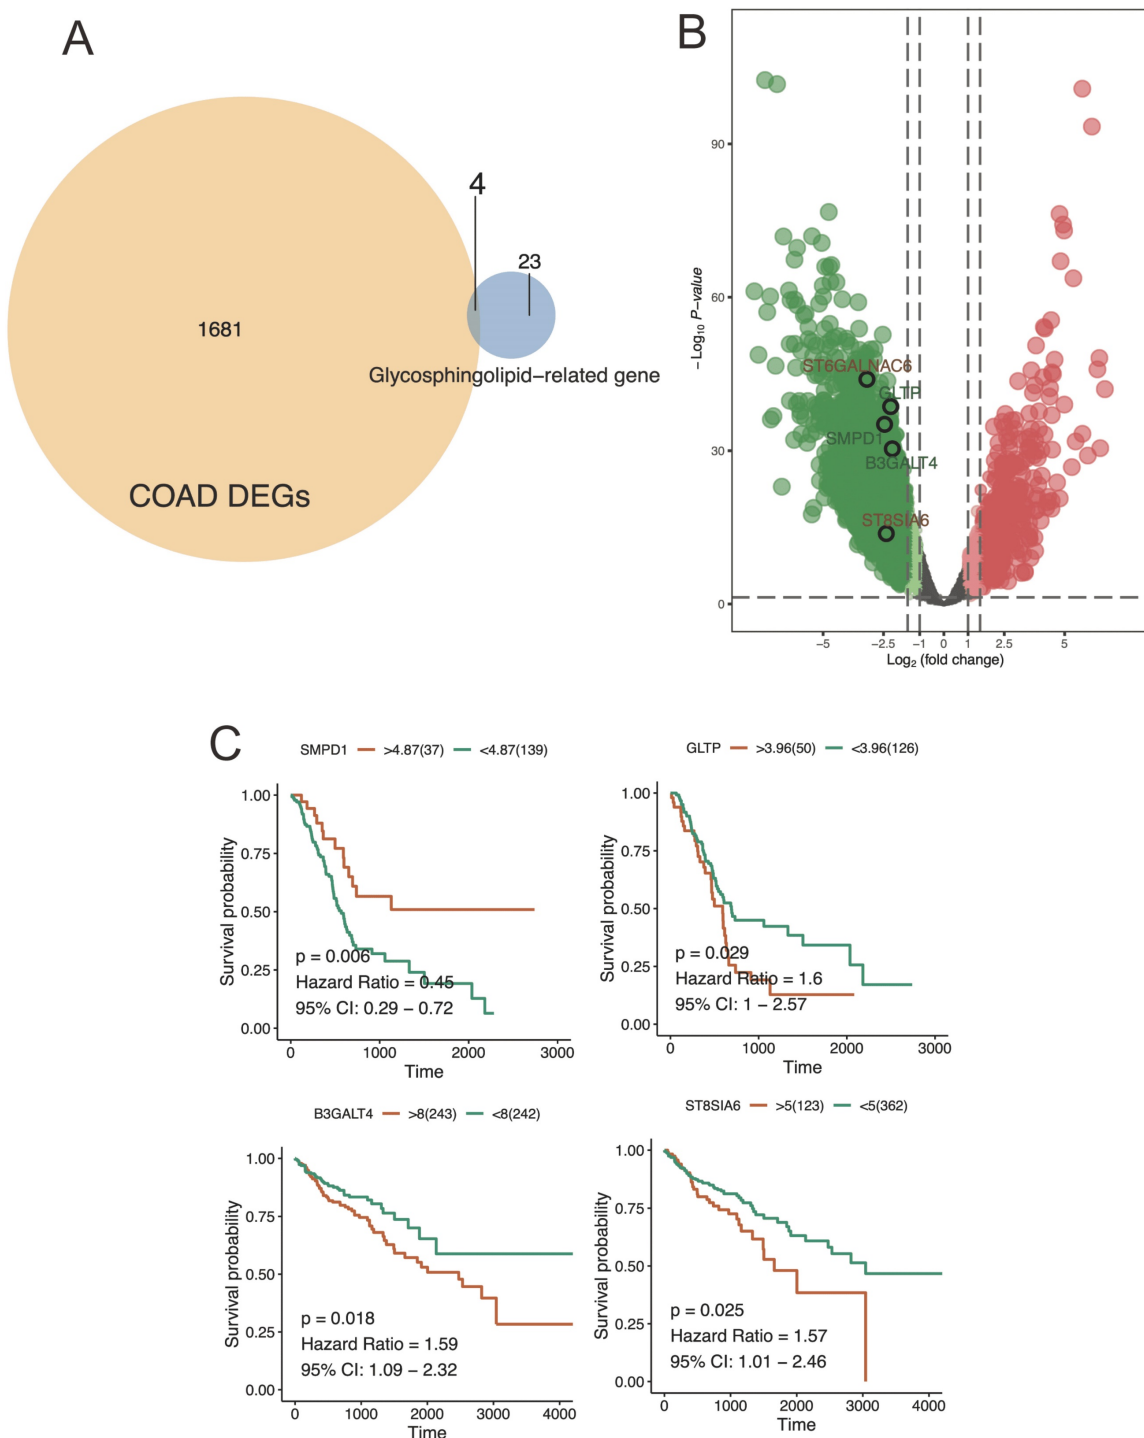 A
4
23
1681
Glycosphingolipid−related gene
COAD DEGs
B
90
60
30
0
− Log10 P−value
ST6GALNAC6
GLTP
SMPD1
B3GALT4
ST8SIA6
−5
−2.5
−1
0
1
2.5
5
Log2 (fold change)
C
SMPD1 >4.87(37) <4.87(139)
1.00
0.75
0.50
0.25
0.00
Survival probability
p = 0.006
Hazard Ratio = 0.45
95% CI: 0.29 − 0.72
0 1000 2000 3000
Time
GLTP >3.96(50) <3.96(126)
1.00
0.75
0.50
0.25
0.00
Survival probability
p = 0.029
Hazard Ratio = 1.6
95% CI: 1 − 2.57
0 1000 2000 3000
Time
B3GALT4 >8(243) <8(242)
1.00
0.75
0.50
0.25
0.00
Survival probability
p = 0.018
Hazard Ratio = 1.59
95% CI: 1.09 − 2.32
0 1000 2000 3000 4000
Time
ST8SIA6 >5(123) <5(362)
1.00
0.75
0.50
0.25
0.00
Survival probability
p = 0.025
Hazard Ratio = 1.57
95% CI: 1.01 − 2.46
0 1000 2000 3000 4000
Time